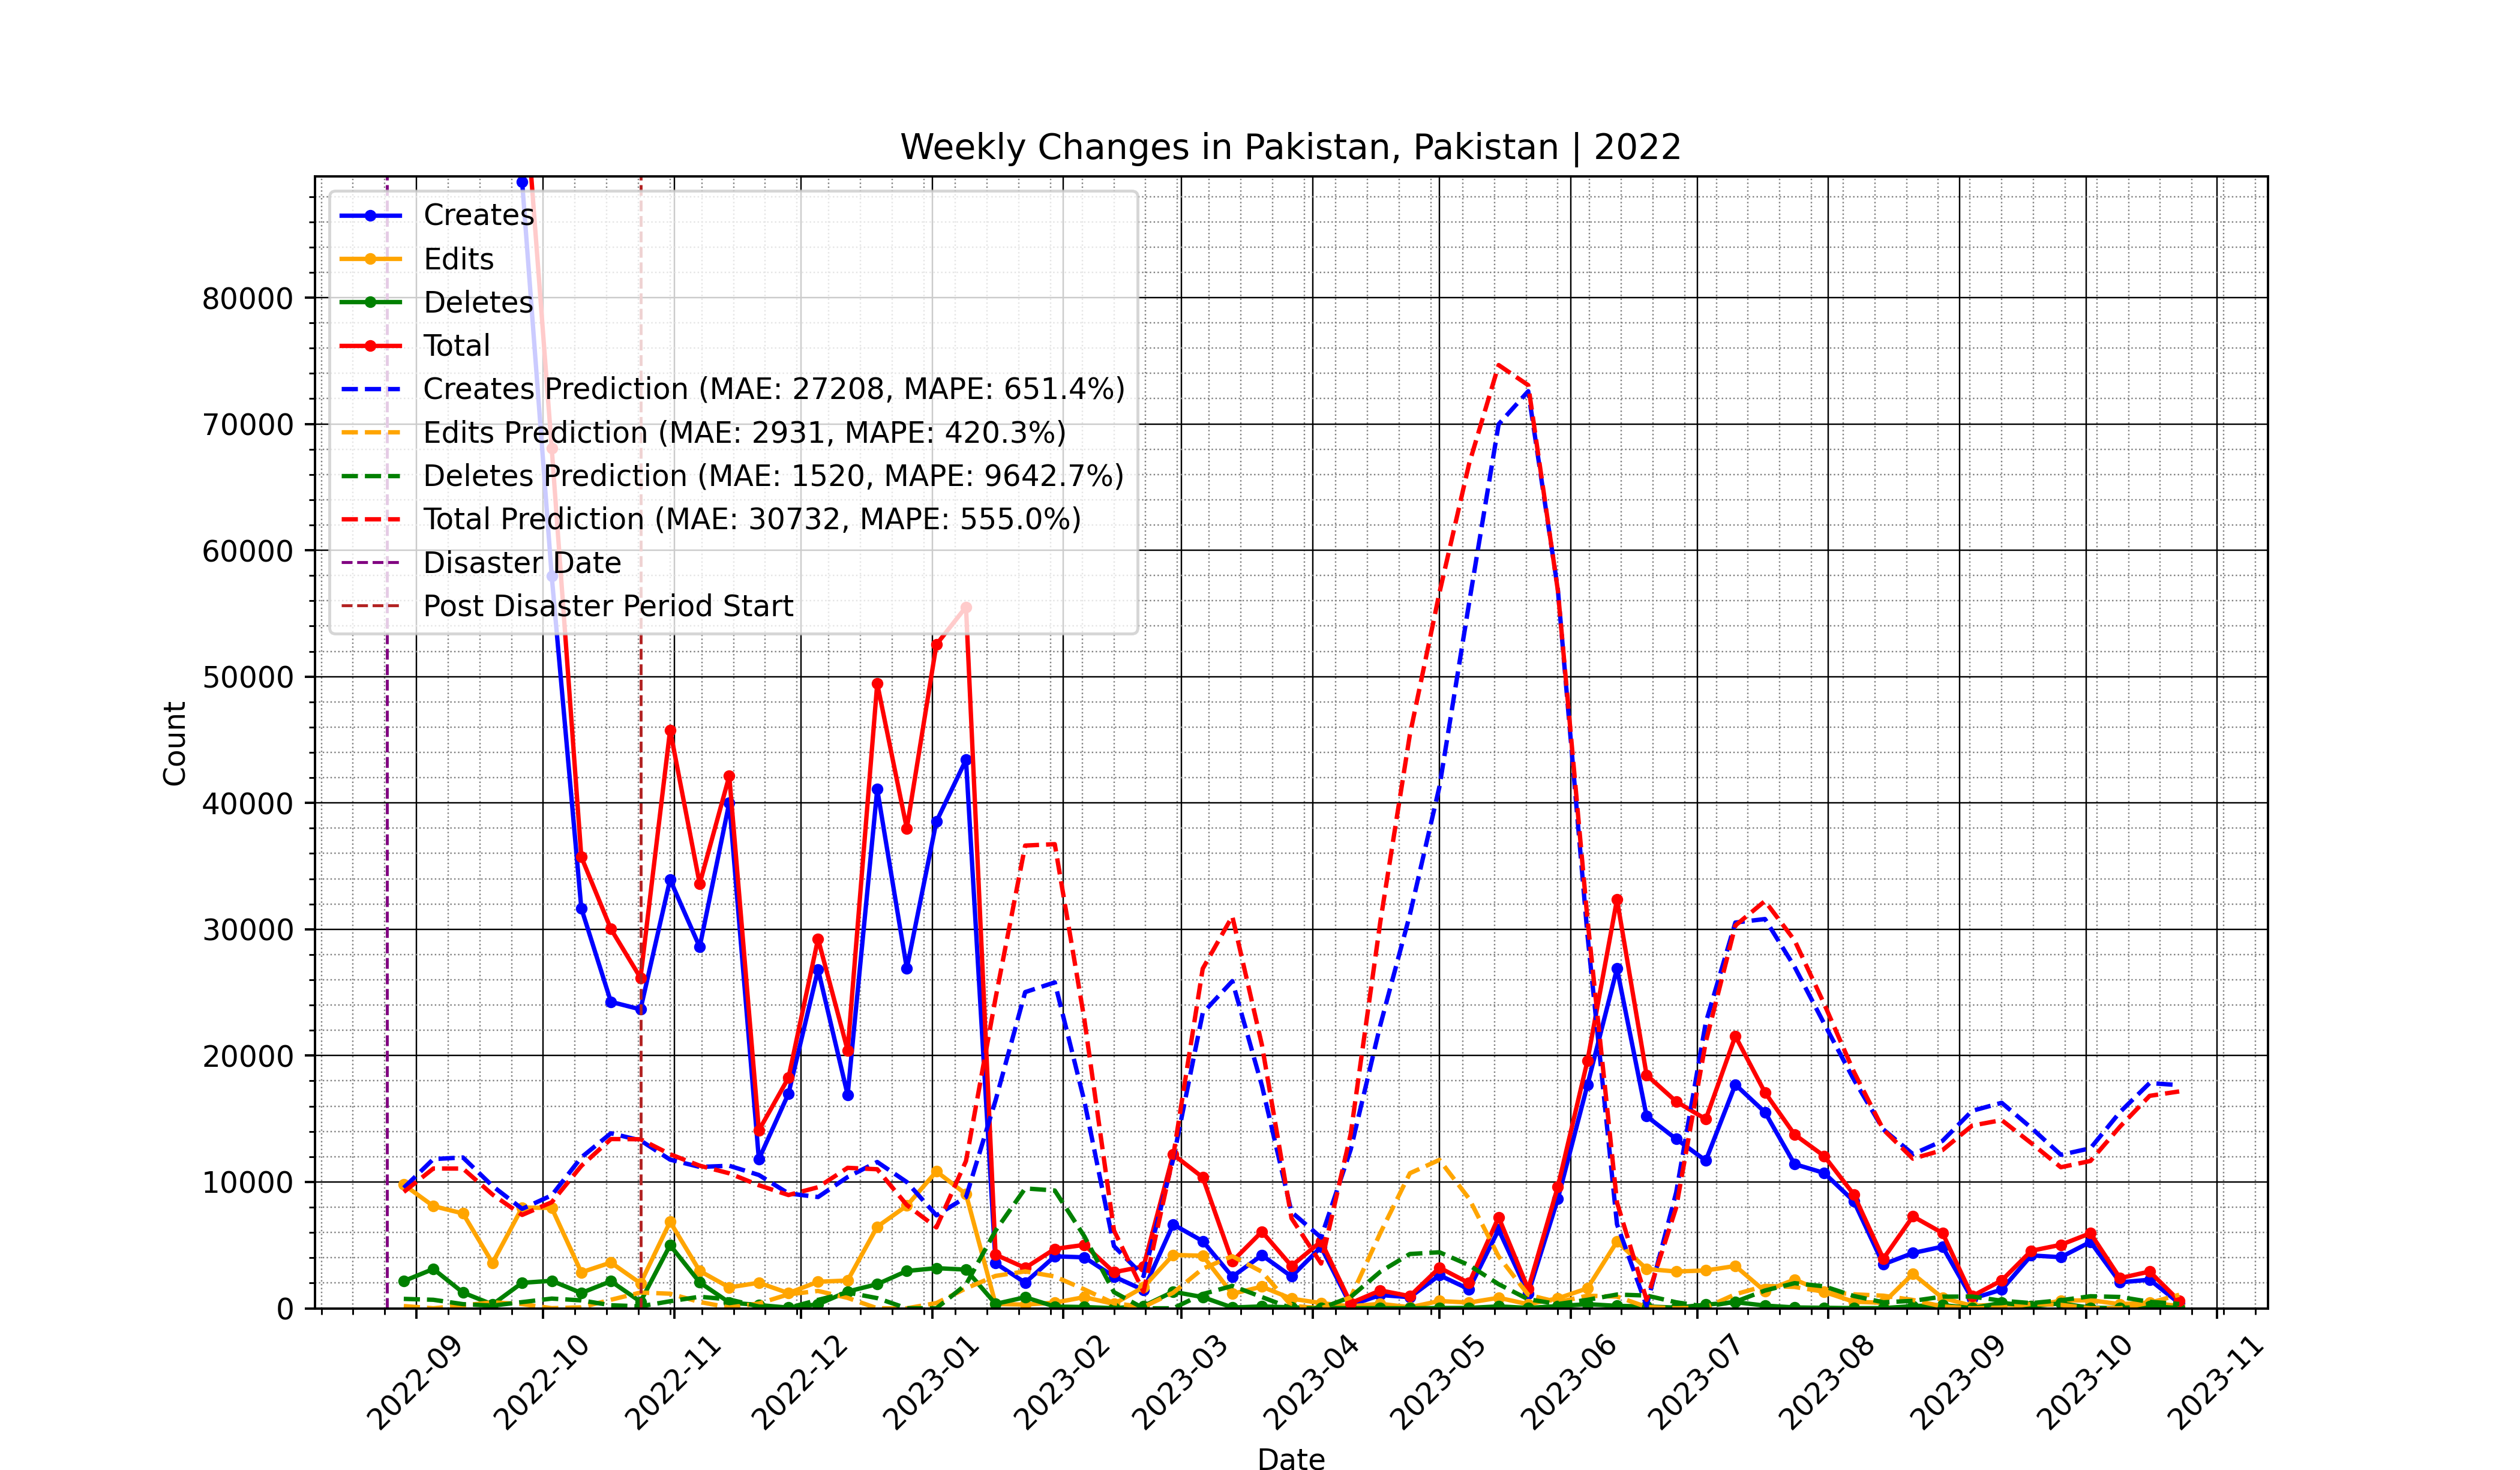 Weekly Changes in Pakistan, Pakistan | 2022
Creates
Edits
Deletes
Total
Creates Prediction (MAE: 27208, MAPE: 651.4%)
Edits Prediction (MAE: 2931, MAPE: 420.3%)
Deletes Prediction (MAE: 1520, MAPE: 9642.7%)
Total Prediction (MAE: 30732, MAPE: 555.0%)
Disaster Date
Post Disaster Period Start
80000
70000
60000
50000
40000
30000
20000
10000
0
Count
2022-09
2022-10
2022-11
2022-12
2023-01
2023-02
2023-03
2023-04
2023-05
2023-06
2023-07
2023-08
2023-09
2023-10
2023-11
Date